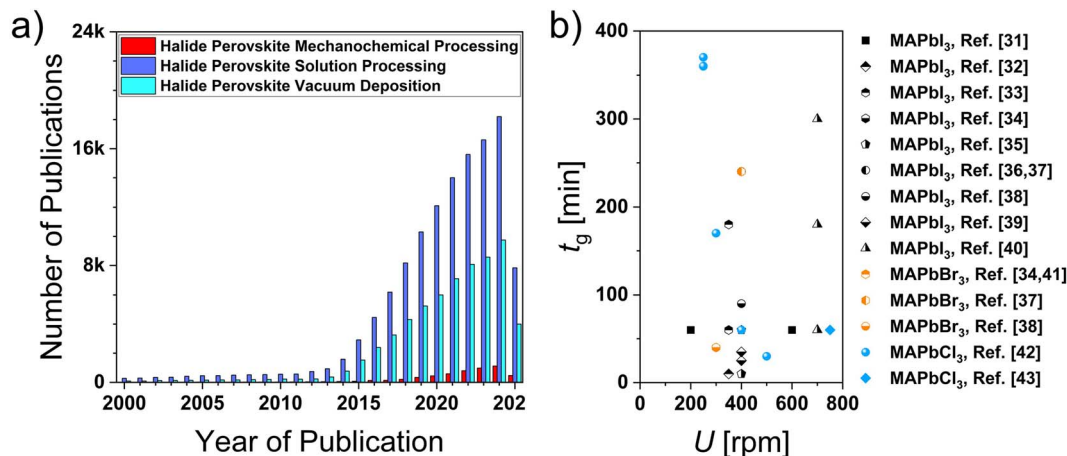 a)
Number of Publications
24k
16k
8k
0
Halide Perovskite Mechanochemical Processing
Halide Perovskite Solution Processing
Halide Perovskite Vacuum Deposition
2000 2005 2010 2015 2020 202
Year of Publication
b)
t_g [min]
400
300
200
100
0
0 200 400 600 800
U [rpm]
MAPbI₃, Ref. [31]
MAPbI₃, Ref. [32]
MAPbI₃, Ref. [33]
MAPbI₃, Ref. [34]
MAPbI₃, Ref. [35]
MAPbI₃, Ref. [36,37]
MAPbI₃, Ref. [38]
MAPbI₃, Ref. [39]
MAPbI₃, Ref. [40]
MAPbBr₃, Ref. [34,41]
MAPbBr₃, Ref. [37]
MAPbBr₃, Ref. [38]
MAPbCl₃, Ref. [42]
MAPbCl₃, Ref. [43]